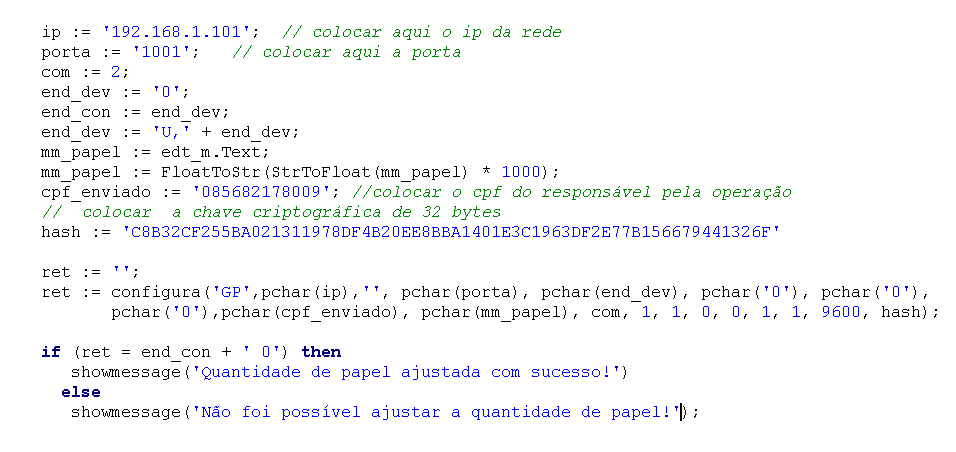 ip := '192.168.1.101';  // colocar aqui o ip da rede
porta := '1001';   // colocar aqui a porta
com := 2;
end_dev := '0';
end_con := end_dev;
end_dev := 'U,' + end_dev;
mm_papel := edt_m.Text;
mm_papel := FloatToStr(StrToFloat(mm_papel) * 1000);
cpf_enviado := '085682178009'; //colocar o cpf do responsável pela operação
//  colocar  a chave criptográfica de 32 bytes
hash := 'C8B32CF255BA021311978DF4B20EE8BBA1401E3C1963DF2E77B156679441326F'
ret := '';
ret := configura('GP',pchar(ip),'', pchar(porta), pchar(end_dev), pchar('0'), pchar('0'),
pchar('0'),pchar(cpf_enviado), pchar(mm_papel), com, 1, 1, 0, 0, 1, 1, 9600, hash);
if (ret = end_con + ' 0') then
showmessage('Quantidade de papel ajustada com sucesso!')
else
showmessage('Não foi possível ajustar a quantidade de papel!');